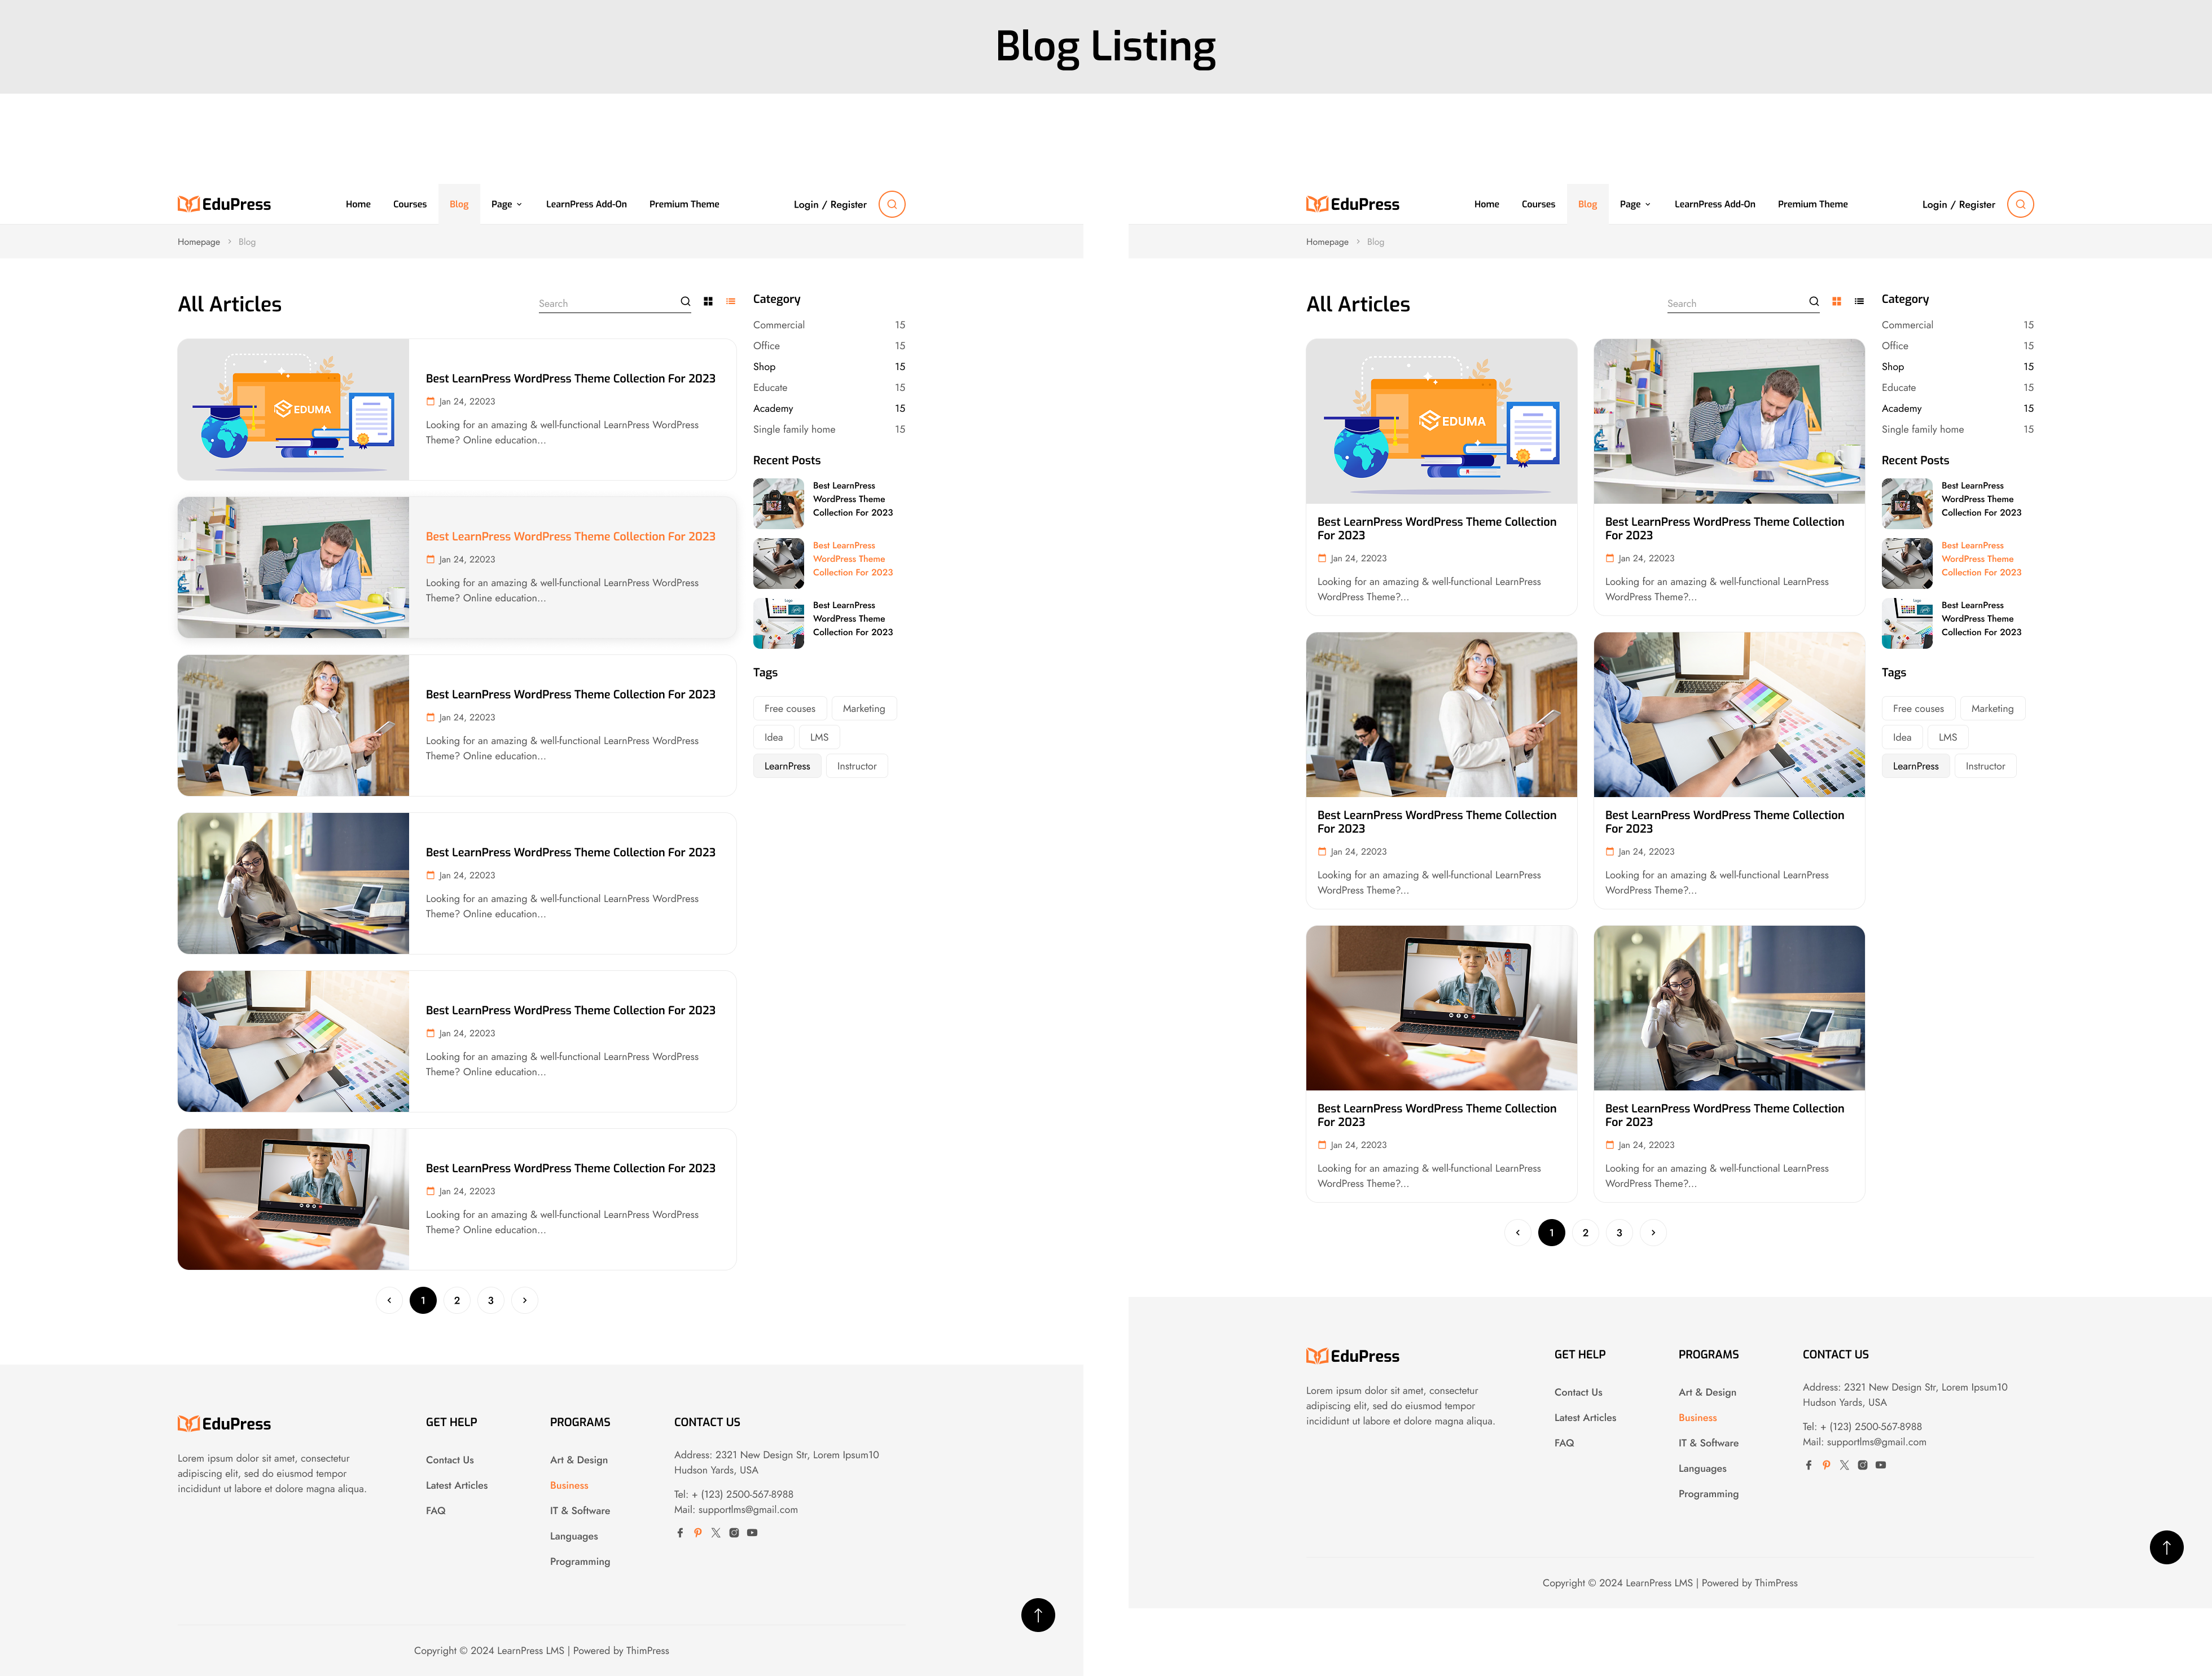 Blog Listing
EduPress
Home
Courses
Blog
Page
LearnPress Add-On
Premium Theme
Login / Register
Homepage
Blog
All Articles
Search
EDUMA
Best LearnPress WordPress Theme Collection For 2023
Jan 24, 22023
Looking for an amazing & well-functional LearnPress WordPress
Theme? Online education...
Best LearnPress WordPress Theme Collection For 2023
Jan 24, 22023
Looking for an amazing & well-functional LearnPress WordPress
Theme? Online education...
Best LearnPress WordPress Theme Collection For 2023
Jan 24, 22023
Looking for an amazing & well-functional LearnPress WordPress
Theme? Online education...
Best LearnPress WordPress Theme Collection For 2023
Jan 24, 22023
Looking for an amazing & well-functional LearnPress WordPress
Theme? Online education...
Best LearnPress WordPress Theme Collection For 2023
Jan 24, 22023
Looking for an amazing & well-functional LearnPress WordPress
Theme? Online education...
Best LearnPress WordPress Theme Collection For 2023
Jan 24, 22023
Looking for an amazing & well-functional LearnPress WordPress
Theme? Online education...
1 2 3
Category
Commercial 15
Office 15
Shop 15
Educate 15
Academy 15
Single family home 15
Recent Posts
Best LearnPress
WordPress Theme
Collection For 2023
Best LearnPress
WordPress Theme
Collection For 2023
Best LearnPress
WordPress Theme
Collection For 2023
Tags
Free couses
Marketing
Idea
LMS
LearnPress
Instructor
EduPress
Lorem ipsum dolor sit amet, consectetur
adipiscing elit, sed do eiusmod tempor
incididunt ut labore et dolore magna aliqua.
GET HELP
Contact Us
Latest Articles
FAQ
PROGRAMS
Art & Design
Business
IT & Software
Languages
Programming
CONTACT US
Address: 2321 New Design Str, Lorem Ipsum10
Hudson Yards, USA
Tel: + (123) 2500-567-8988
Mail: supportlms@gmail.com
Copyright © 2024 LearnPress LMS | Powered by ThimPress
EduPress
Home
Courses
Blog
Page
LearnPress Add-On
Premium Theme
Login / Register
Homepage
Blog
All Articles
Search
EDUMA
Best LearnPress WordPress Theme Collection
For 2023
Jan 24, 22023
Looking for an amazing & well-functional LearnPress
WordPress Theme?...
Best LearnPress WordPress Theme Collection
For 2023
Jan 24, 22023
Looking for an amazing & well-functional LearnPress
WordPress Theme?...
Best LearnPress WordPress Theme Collection
For 2023
Jan 24, 22023
Looking for an amazing & well-functional LearnPress
WordPress Theme?...
Best LearnPress WordPress Theme Collection
For 2023
Jan 24, 22023
Looking for an amazing & well-functional LearnPress
WordPress Theme?...
Best LearnPress WordPress Theme Collection
For 2023
Jan 24, 22023
Looking for an amazing & well-functional LearnPress
WordPress Theme?...
Best LearnPress WordPress Theme Collection
For 2023
Jan 24, 22023
Looking for an amazing & well-functional LearnPress
WordPress Theme?...
1 2 3
Category
Commercial 15
Office 15
Shop 15
Educate 15
Academy 15
Single family home 15
Recent Posts
Best LearnPress
WordPress Theme
Collection For 2023
Best LearnPress
WordPress Theme
Collection For 2023
Best LearnPress
WordPress Theme
Collection For 2023
Tags
Free couses
Marketing
Idea
LMS
LearnPress
Instructor
EduPress
Lorem ipsum dolor sit amet, consectetur
adipiscing elit, sed do eiusmod tempor
incididunt ut labore et dolore magna aliqua.
GET HELP
Contact Us
Latest Articles
FAQ
PROGRAMS
Art & Design
Business
IT & Software
Languages
Programming
CONTACT US
Address: 2321 New Design Str, Lorem Ipsum10
Hudson Yards, USA
Tel: + (123) 2500-567-8988
Mail: supportlms@gmail.com
Copyright © 2024 LearnPress LMS | Powered by ThimPress